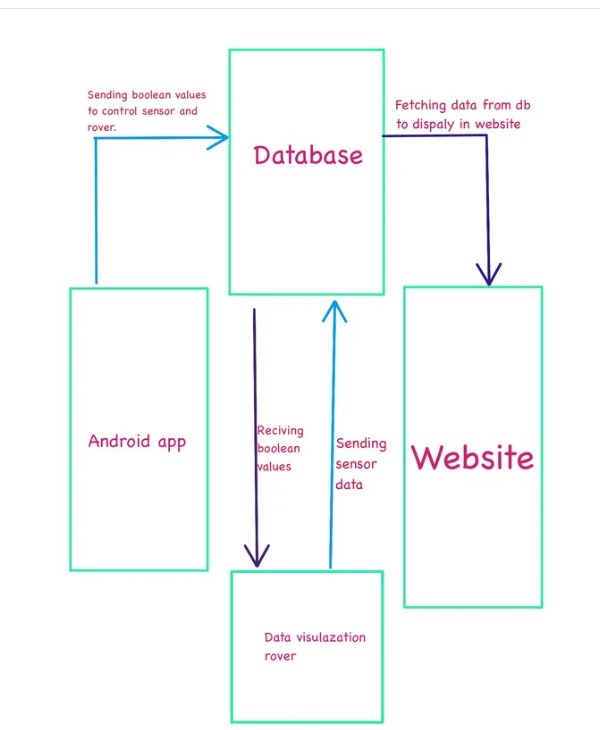 Sending boolean values
to control sensor and
rover.
Fetching data from db
to dispaly in website
Database
Android app
Reciving
boolean
values
Sending
sensor
data
Website
Data visulazation
rover